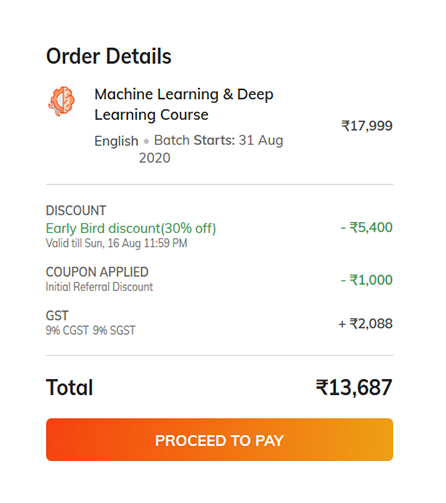 Order Details
Machine Learning & Deep
Learning Course
₹17,999
English • Batch Starts: 31 Aug
2020
DISCOUNT
Early Bird discount(30% off)
- ₹5,400
Valid till Sun, 16 Aug 11:59 PM
COUPON APPLIED
- ₹1,000
Initial Referral Discount
GST
+ ₹2,088
9% CGST 9% SGST
Total
₹13,687
PROCEED TO PAY